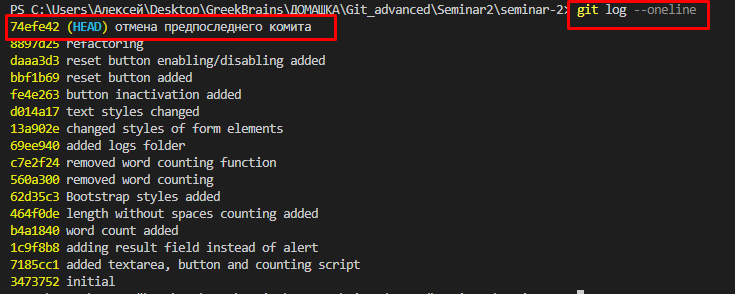 PS C:\Users\Алексей\Desktop\GreekBrains\ДОМАШКА\Git_advanced\Seminar2\seminar-2> git log --oneline
74efe42 (HEAD) отмена предпоследнего комита
8897d25 refactoring
daaa3d3 reset button enabling/disabling added
bbf1b69 reset button added
fe4e263 button inactivation added
d014a17 text styles changed
13a902e changed styles of form elements
69ee940 added logs folder
c7e2f24 removed word counting function
560a300 removed word counting
62d35c3 Bootstrap styles added
464f0de length without spaces counting added
b4a1840 word count added
1c9f8b8 adding result field instead of alert
7185cc1 added textarea, button and counting script
3473752 initial